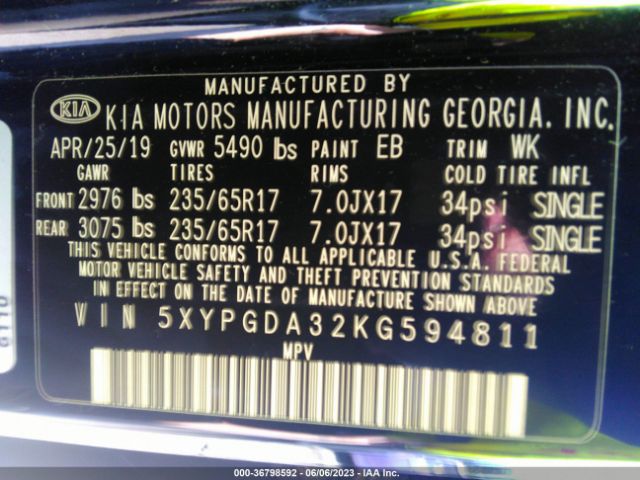 MANUFACTURED BY
KIA KIA MOTORS MANUFACTURING GEORGIA. INC.
APR/25/19 GVWR 5490 lbs PAINT EB TRIM WK
GAWR TIRES RIMS COLD TIRE INFL
FRONT 2976 lbs 235/65R17 7.0JX17 34psi SINGLE
REAR 3075 lbs 235/65R17 7.0JX17 34psi SINGLE
THIS VEHICLE CONFORMS TO ALL APPLICABLE U.S.A. FEDERAL
MOTOR VEHICLE SAFETY AND THEFT PREVENTION STANDARDS
IN EFFECT ON THE DATE OF MANUFACTURE SHOWN ABOVE.
VIN 5XYPGDA32KG594811
MPV
G110
000-36798592 - 06/06/2023 - IAA Inc.